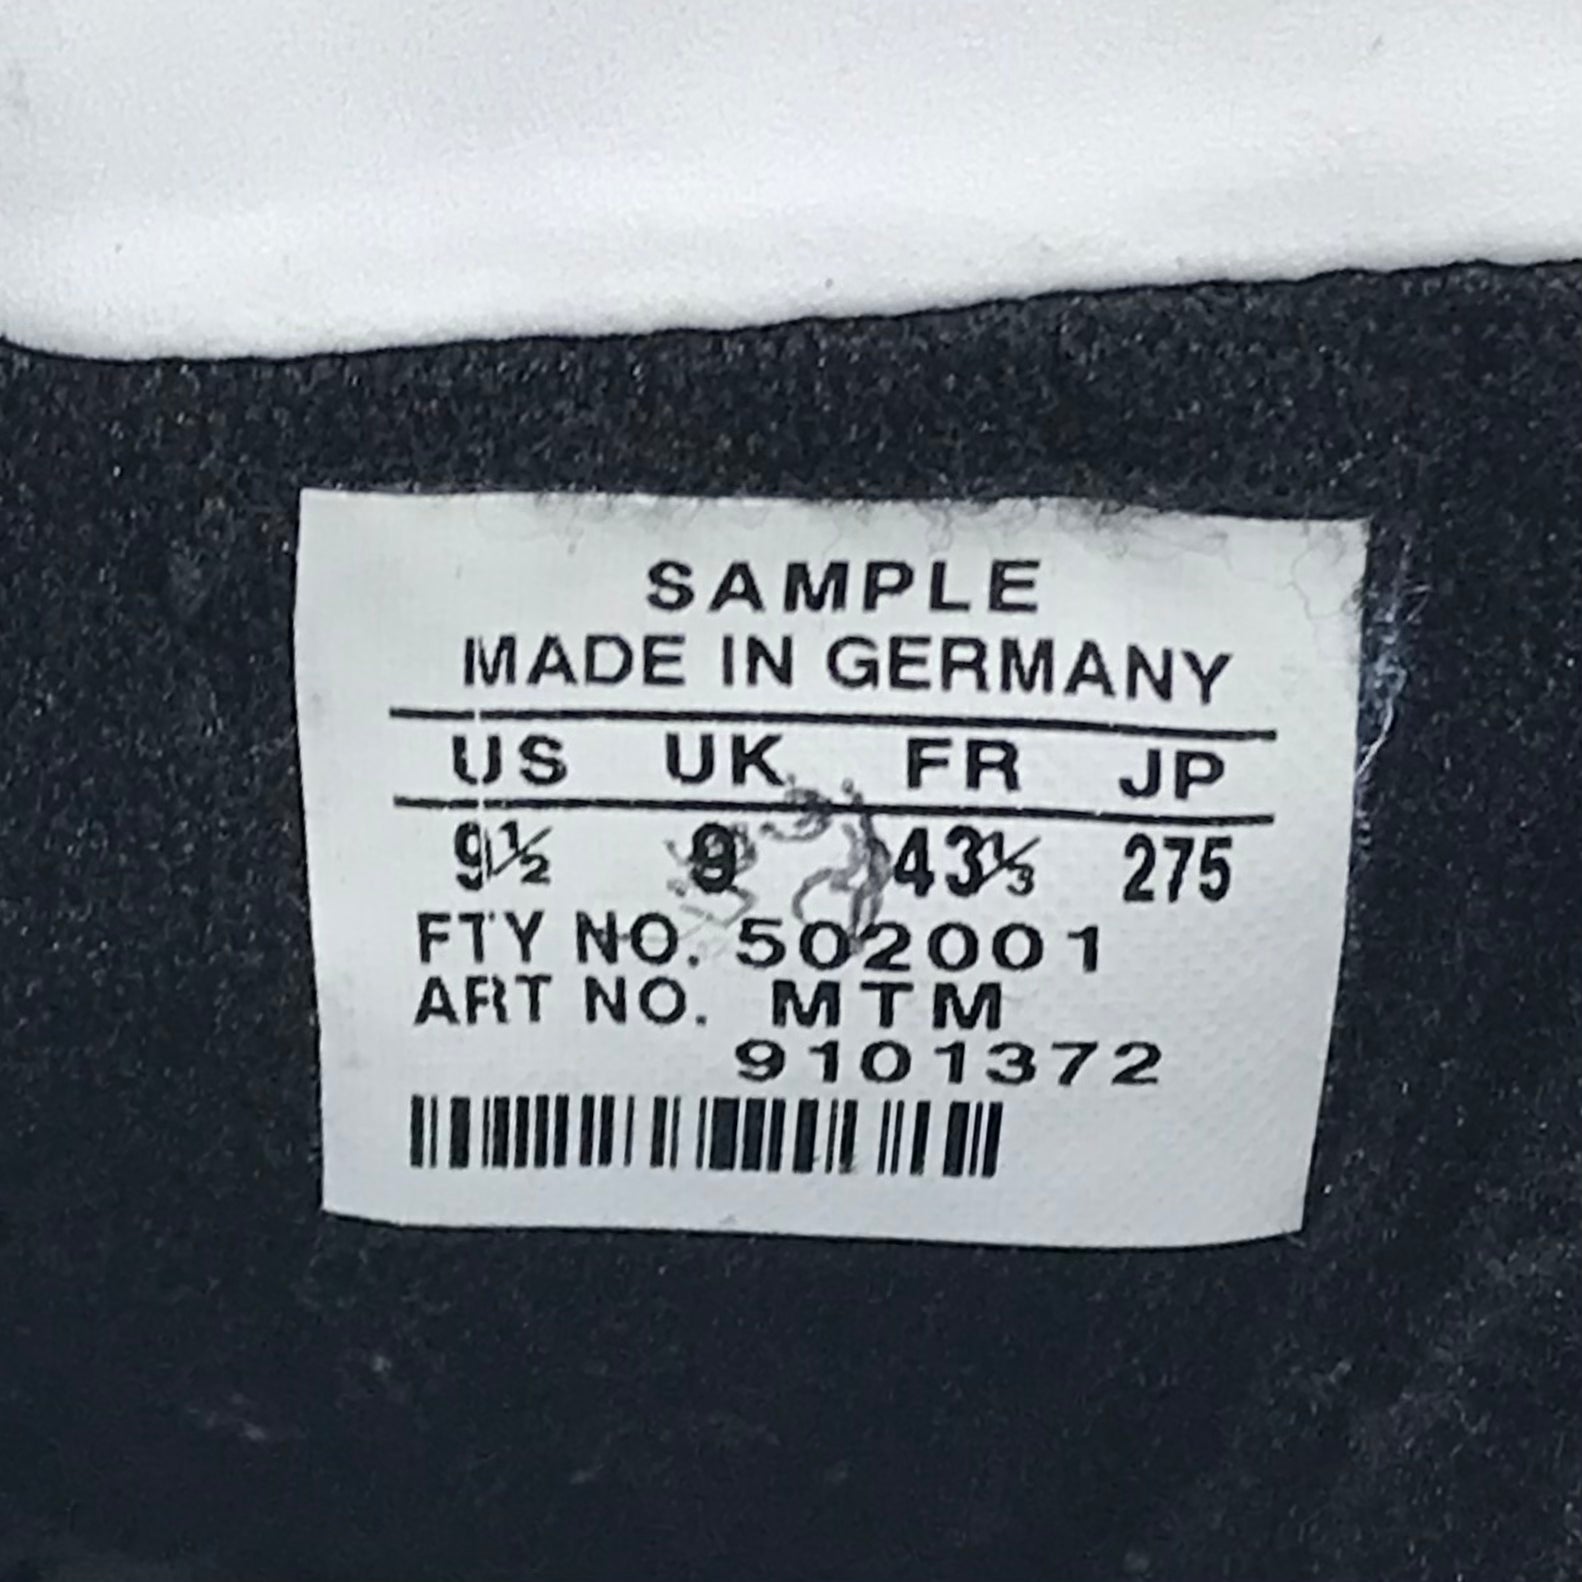 SAMPLE
MADE IN GERMANY
US UK FR JP
9½ 9 43⅓ 275
FTY NO. 502001
ART NO. MTM
9101372